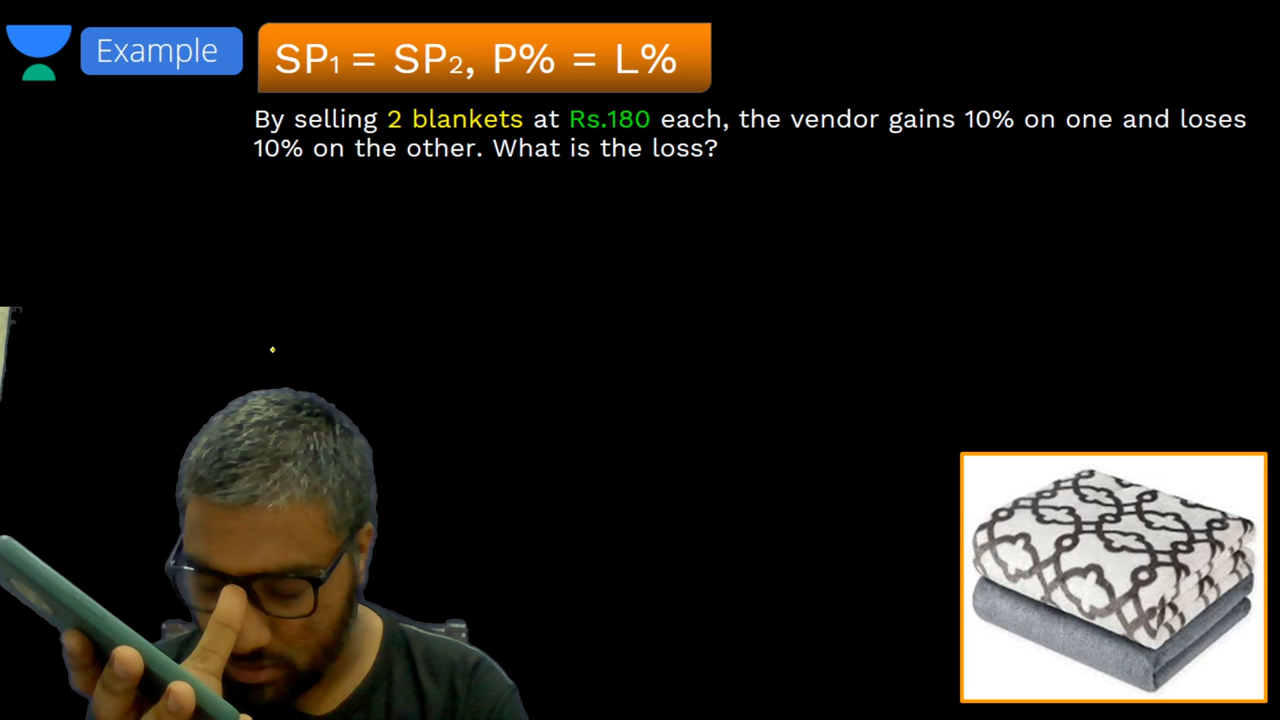 Example
SP₁ = SP₂, P% = L%
By selling 2 blankets at Rs.180 each, the vendor gains 10% on one and loses
10% on the other. What is the loss?